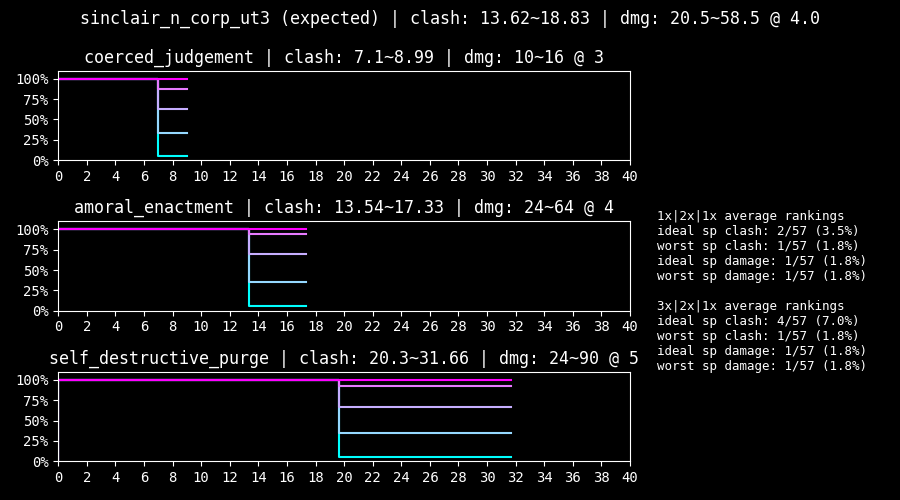 sinclair_n_corp_ut3 (expected) | clash: 13.62~18.83 | dmg: 20.5~58.5 @ 4.0
coerced_judgement | clash: 7.1~8.99 | dmg: 10~16 @ 3
100%
75%
50%
25%
0%
0 2 4 6 8 10 12 14 16 18 20 22 24 26 28 30 32 34 36 38 40
amoral_enactment | clash: 13.54~17.33 | dmg: 24~64 @ 4
100%
75%
50%
25%
0%
0 2 4 6 8 10 12 14 16 18 20 22 24 26 28 30 32 34 36 38 40
self_destructive_purge | clash: 20.3~31.66 | dmg: 24~90 @ 5
100%
75%
50%
25%
0%
0 2 4 6 8 10 12 14 16 18 20 22 24 26 28 30 32 34 36 38 40
1x|2x|1x average rankings
ideal sp clash: 2/57 (3.5%)
worst sp clash: 1/57 (1.8%)
ideal sp damage: 1/57 (1.8%)
worst sp damage: 1/57 (1.8%)
3x|2x|1x average rankings
ideal sp clash: 4/57 (7.0%)
worst sp clash: 1/57 (1.8%)
ideal sp damage: 1/57 (1.8%)
worst sp damage: 1/57 (1.8%)